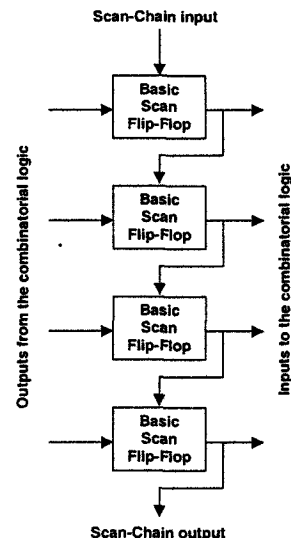 Scan-Chain input
Basic
Scan
Flip-Flop
Basic
Scan
Flip-Flop
Basic
Scan
Flip-Flop
Basic
Scan
Flip-Flop
Outputs from the combinatorial logic
Inputs to the combinatorial logic
Scan-Chain output